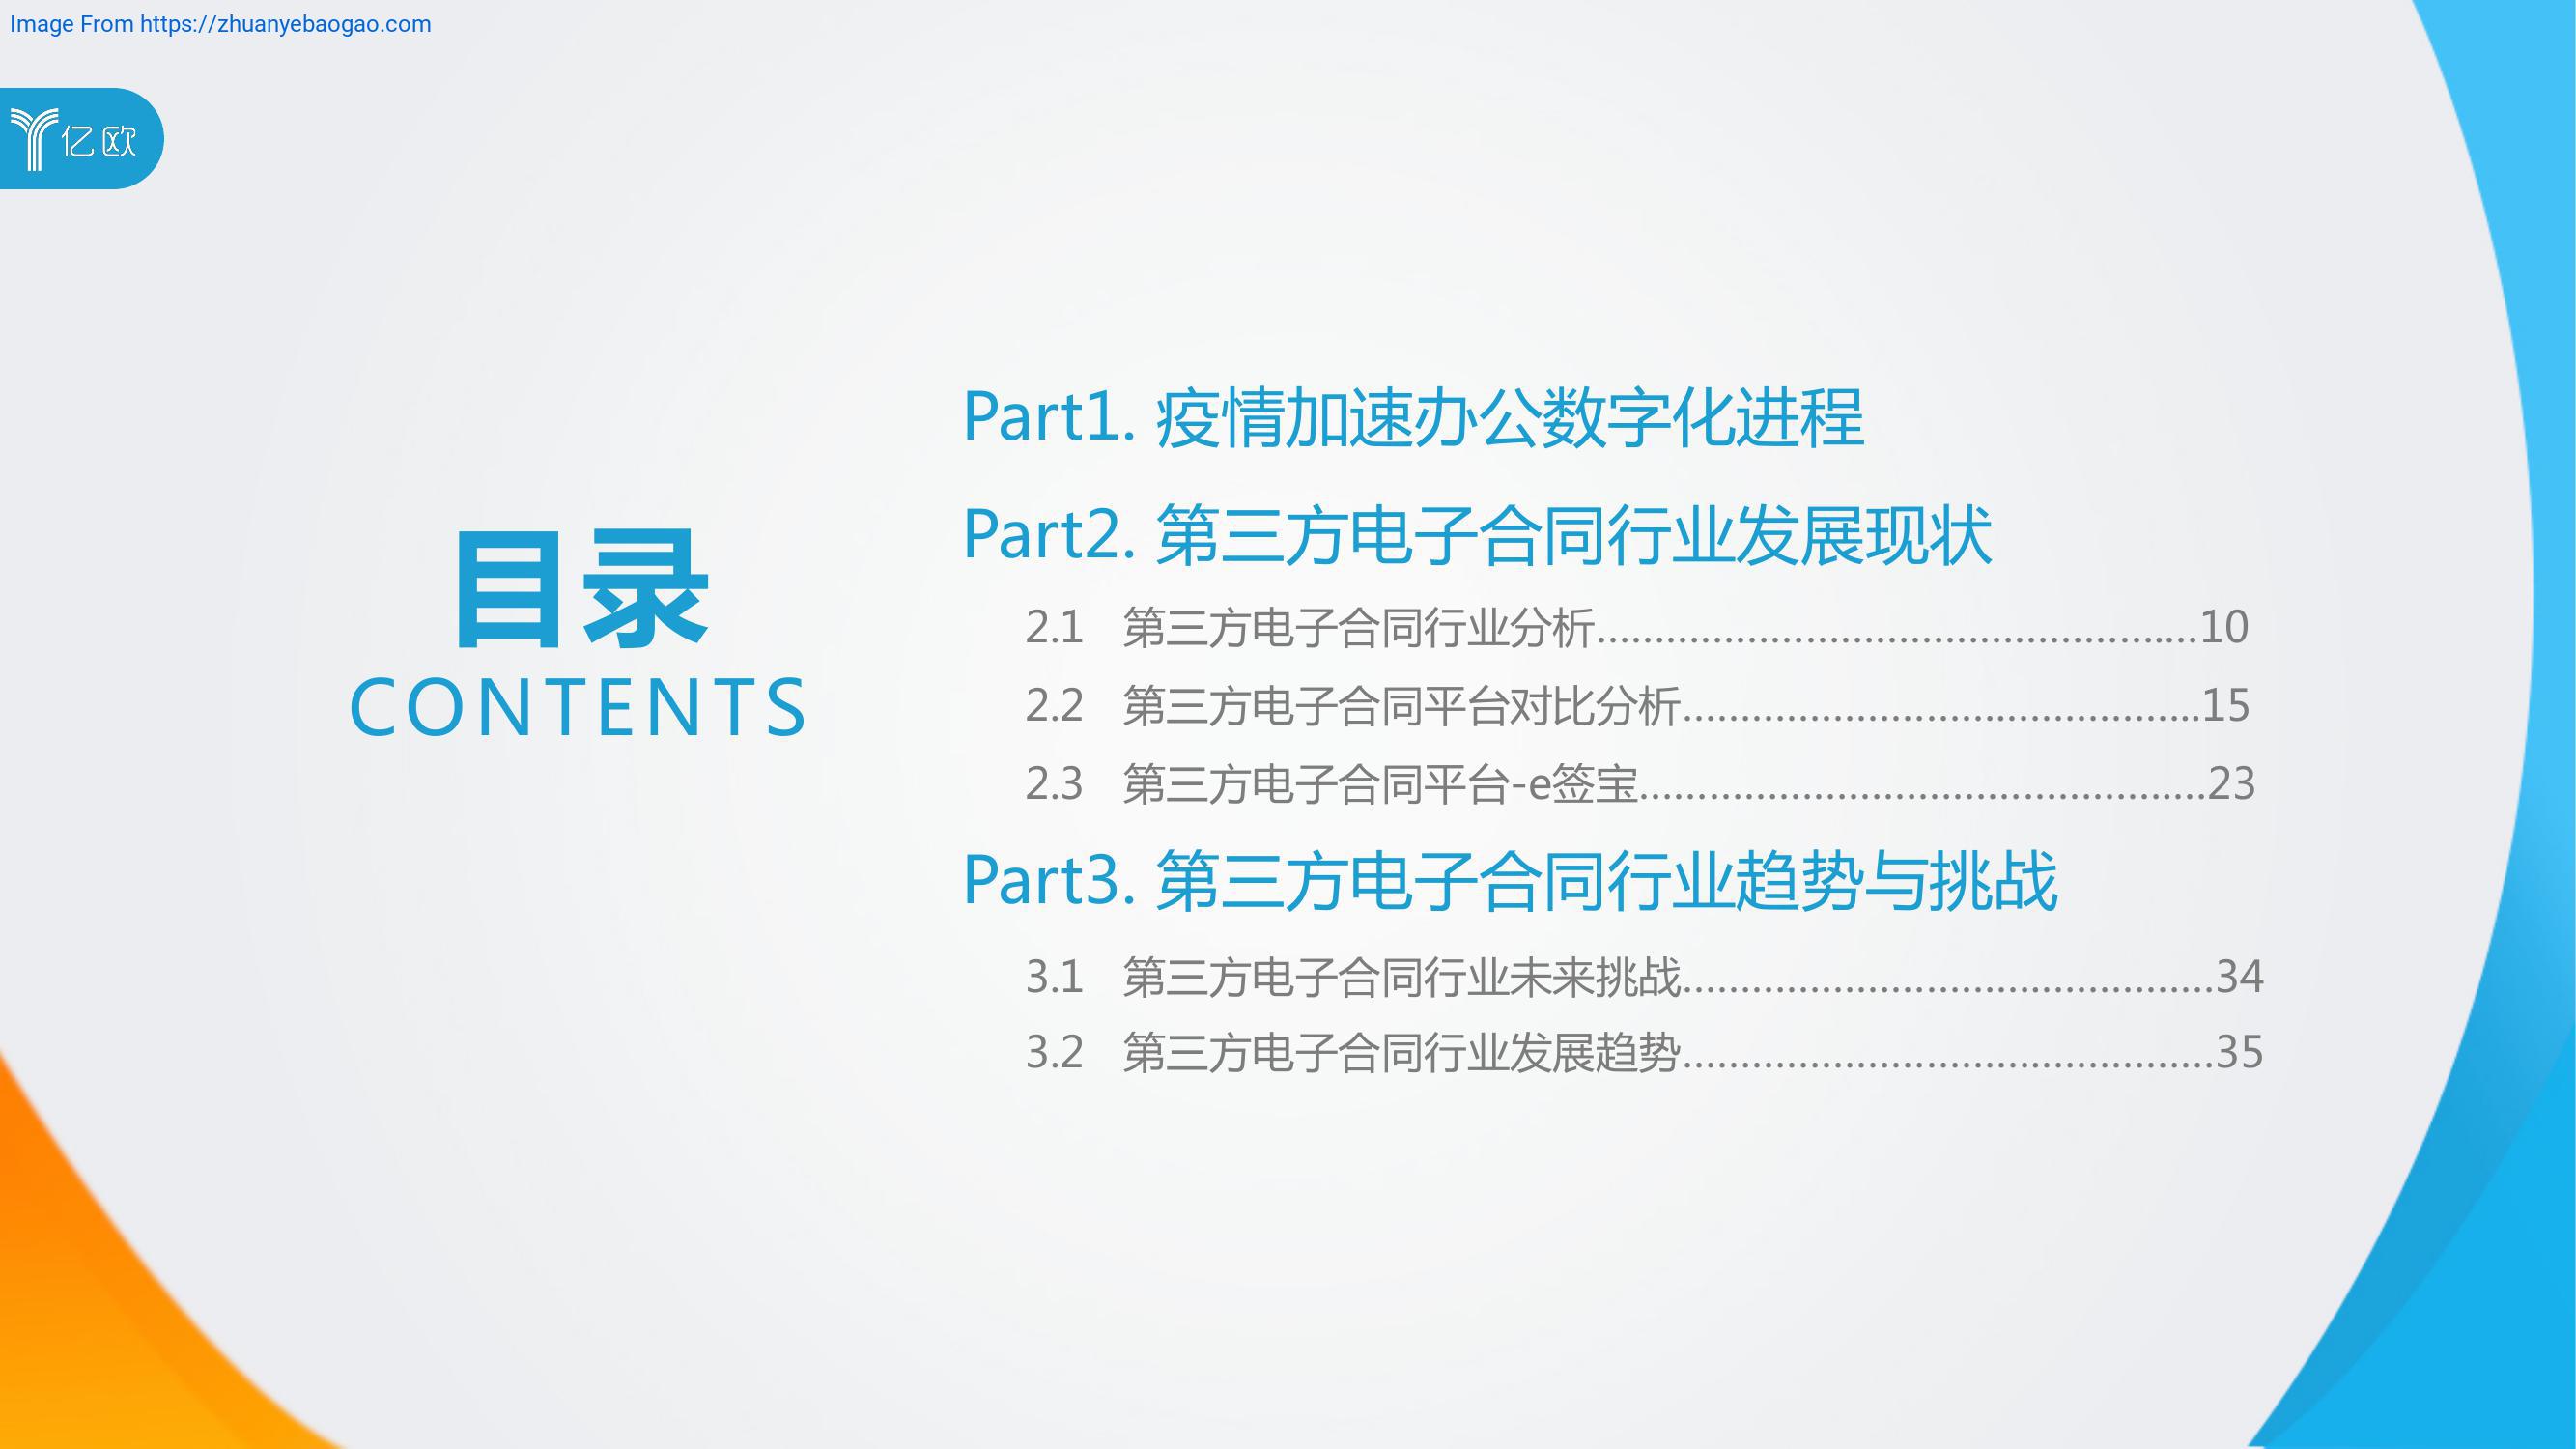 Image From https://zhuanyebaogao.com
亿欧
目录
CONTENTS
Part1. 疫情加速办公数字化进程
Part2. 第三方电子合同行业发展现状
2.1 第三方电子合同行业分析....................................................10
2.2 第三方电子合同平台对比分析.............................................15
2.3 第三方电子合同平台-e签宝.................................................23
Part3. 第三方电子合同行业趋势与挑战
3.1 第三方电子合同行业未来挑战..............................................34
3.2 第三方电子合同行业发展趋势..............................................35